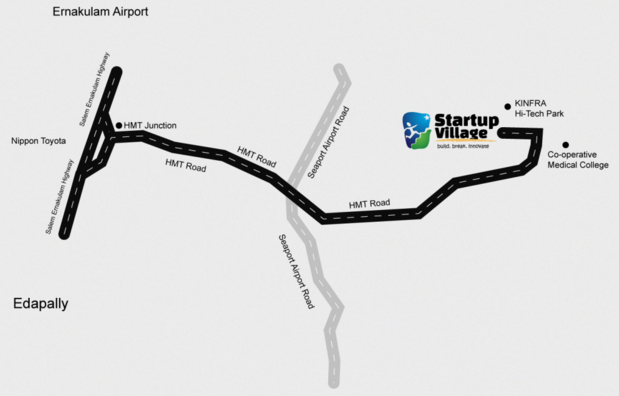 Ernakulam Airport
Salem Ernakulam Highway
HMT Junction
Nippon Toyota
Salem Ernakulam Highway
HMT Road
HMT Road
Seaport Airport Road
KINFRA
Hi-Tech Park
Startup
Village
build. break. innovate
Co-operative
Medical College
HMT Road
Seaport Airport Road
Edapally